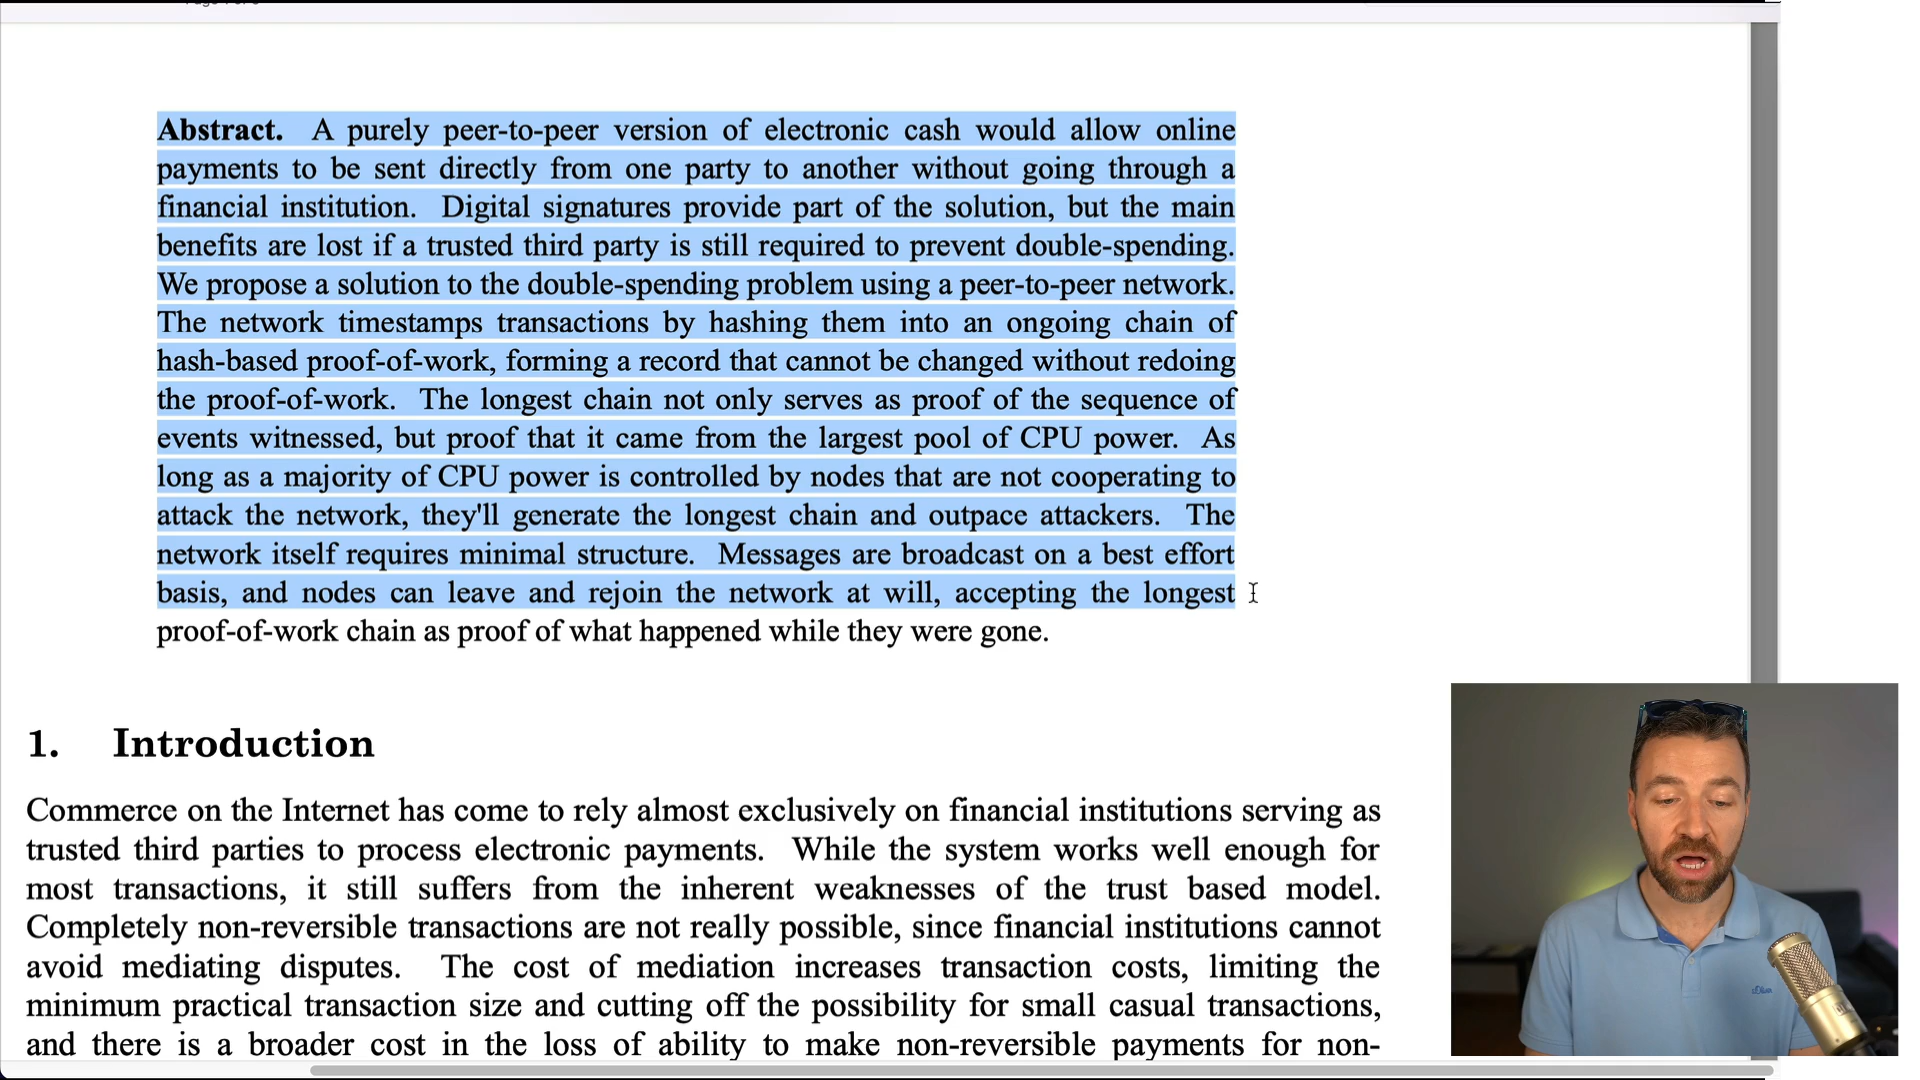 Abstract. A purely peer-to-peer version of electronic cash would allow online
payments to be sent directly from one party to another without going through a
financial institution. Digital signatures provide part of the solution, but the main
benefits are lost if a trusted third party is still required to prevent double-spending.
We propose a solution to the double-spending problem using a peer-to-peer network.
The network timestamps transactions by hashing them into an ongoing chain of
hash-based proof-of-work, forming a record that cannot be changed without redoing
the proof-of-work. The longest chain not only serves as proof of the sequence of
events witnessed, but proof that it came from the largest pool of CPU power. As
long as a majority of CPU power is controlled by nodes that are not cooperating to
attack the network, they'll generate the longest chain and outpace attackers. The
network itself requires minimal structure. Messages are broadcast on a best effort
basis, and nodes can leave and rejoin the network at will, accepting the longest
proof-of-work chain as proof of what happened while they were gone.
1. Introduction
Commerce on the Internet has come to rely almost exclusively on financial institutions serving as
trusted third parties to process electronic payments. While the system works well enough for
most transactions, it still suffers from the inherent weaknesses of the trust based model.
Completely non-reversible transactions are not really possible, since financial institutions cannot
avoid mediating disputes. The cost of mediation increases transaction costs, limiting the
minimum practical transaction size and cutting off the possibility for small casual transactions,
and there is a broader cost in the loss of ability to make non-reversible payments for non-